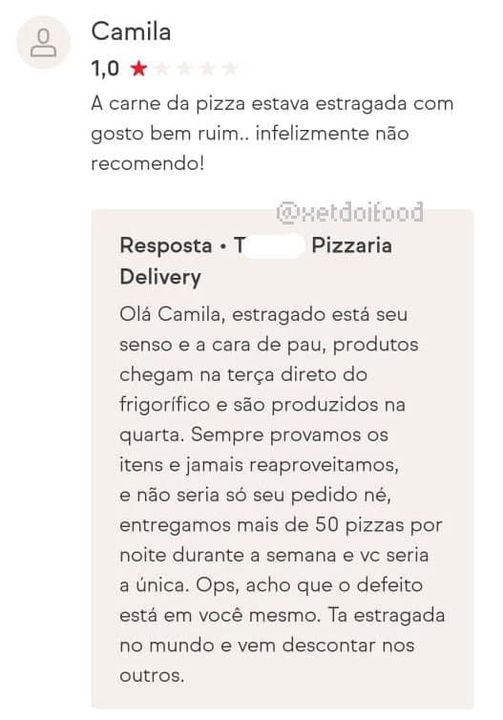 Camila
1,0
A carne da pizza estava estragada com
gosto bem ruim.. infelizmente não
recomendo!
@xetdoifood
Resposta • T Pizzaria
Delivery
Olá Camila, estragado está seu
senso e a cara de pau, produtos
chegam na terça direto do
frigorífico e são produzidos na
quarta. Sempre provamos os
itens e jamais reaproveitamos,
e não seria só seu pedido né,
entregamos mais de 50 pizzas por
noite durante a semana e vc seria
a única. Ops, acho que o defeito
está em você mesmo. Ta estragada
no mundo e vem descontar nos
outros.